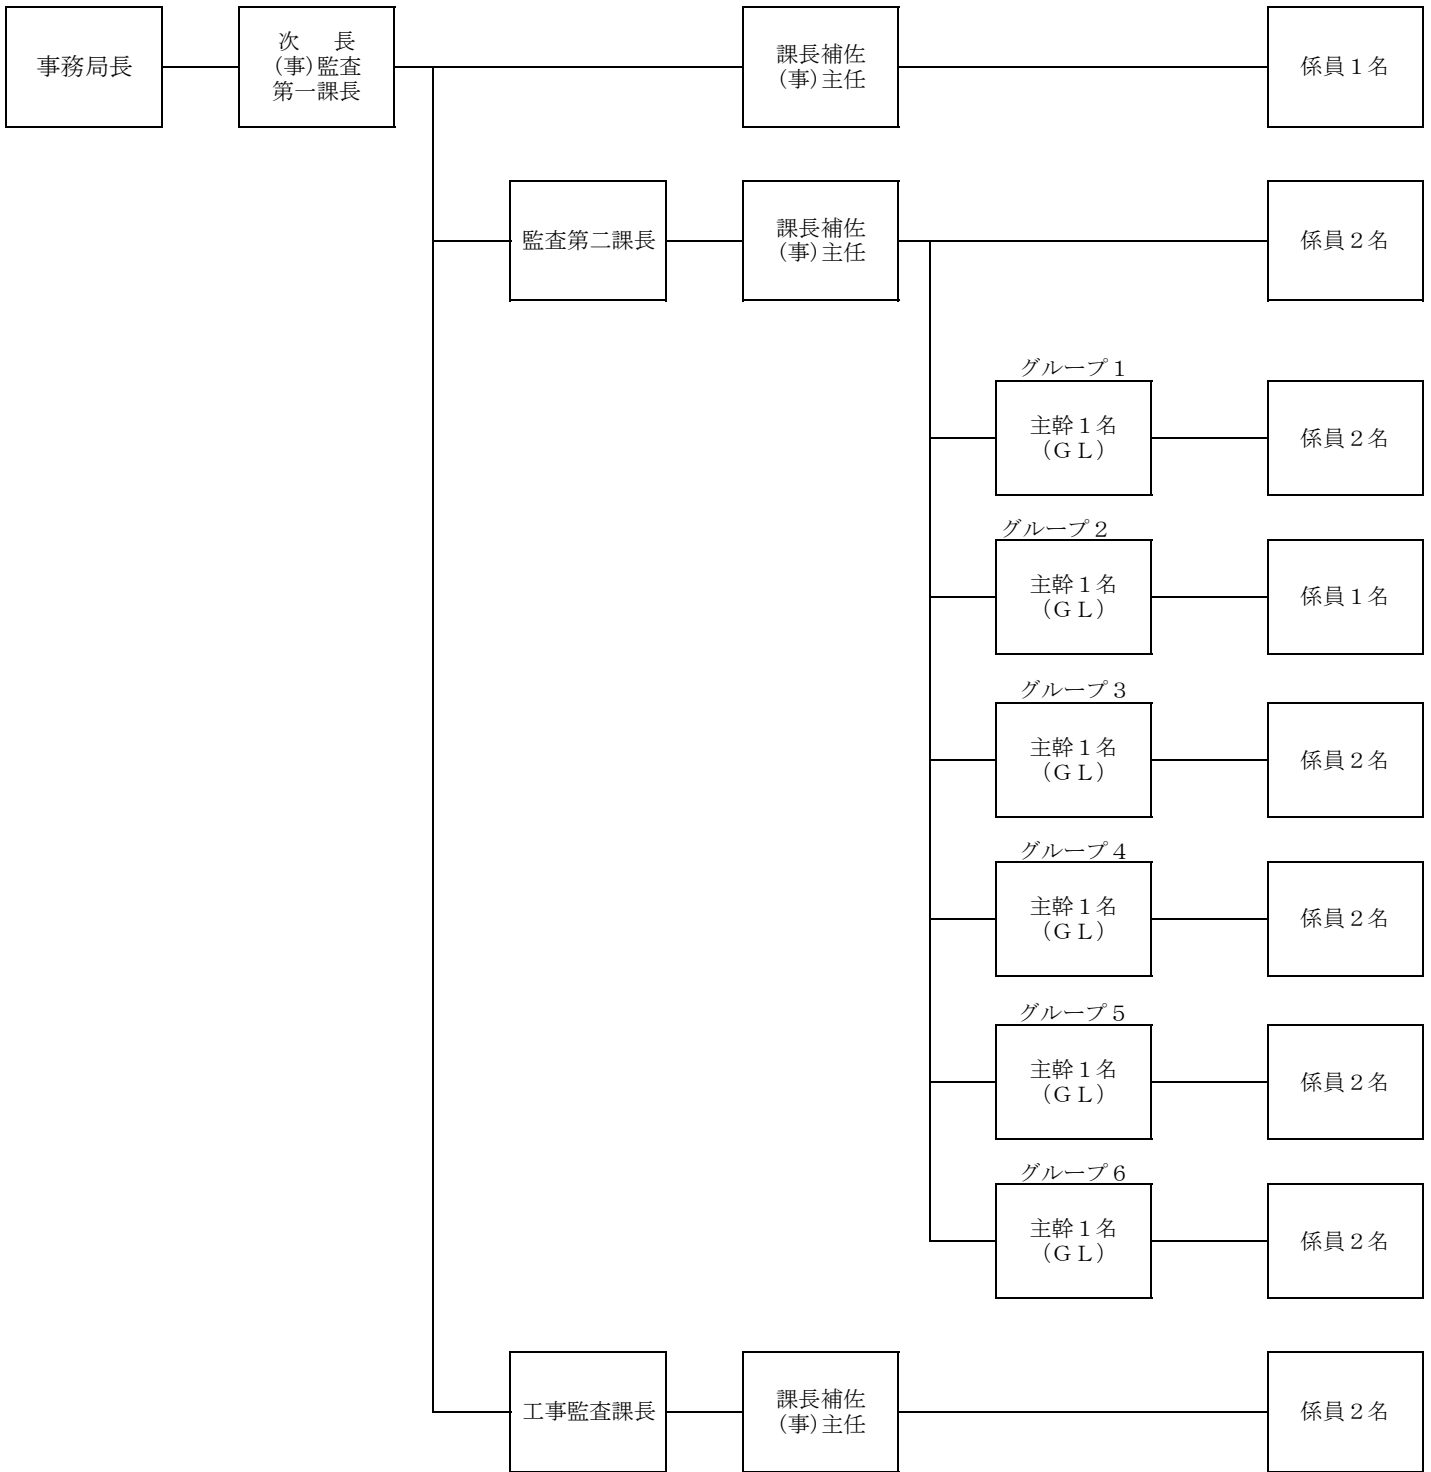 事務局長
次　長
(事)監査
第一課長
課長補佐
(事)主任
係員１名
監査第二課長
課長補佐
(事)主任
係員２名
グループ１
主幹１名
（ＧＬ）
係員２名
グループ２
主幹１名
（ＧＬ）
係員１名
グループ３
主幹１名
（ＧＬ）
係員２名
グループ４
主幹１名
（ＧＬ）
係員２名
グループ５
主幹１名
（ＧＬ）
係員２名
グループ６
主幹１名
（ＧＬ）
係員２名
工事監査課長
課長補佐
(事)主任
係員２名